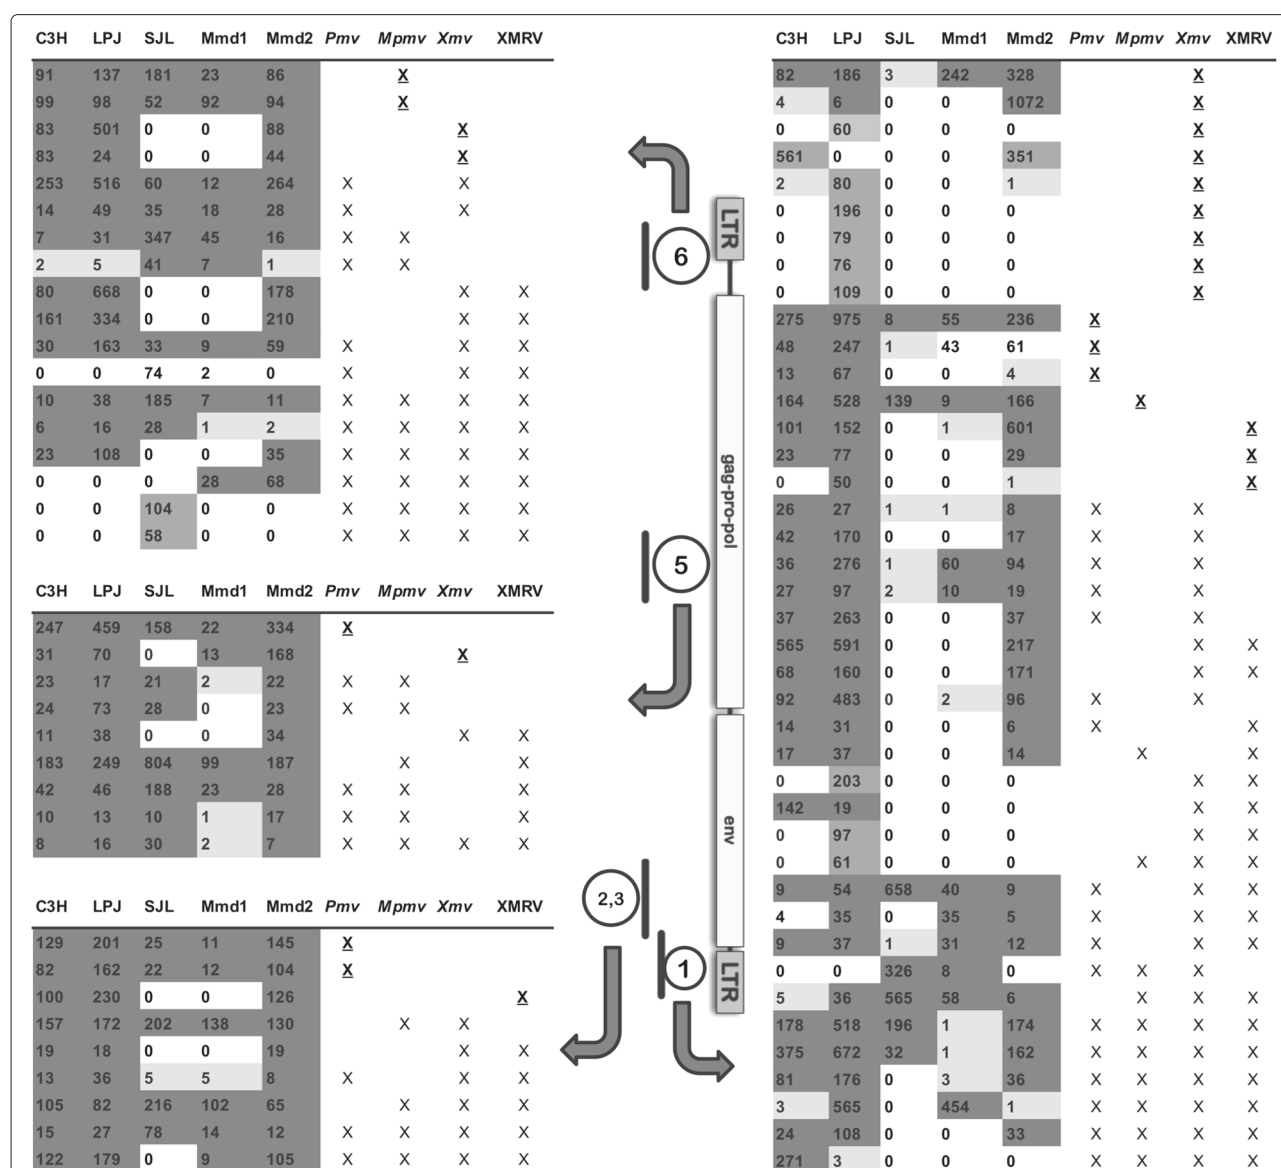 C3H LPJ SJL Mmd1 Mmd2 Pmv Mpmv Xmv XMRV
91 137 181 23 86 X
99 98 52 92 94 X
83 501 0 0 88 X
83 24 0 0 44 X
253 516 60 12 264 X X
14 49 35 18 28 X X
7 31 347 45 16 X X
2 5 41 7 1 X X
80 668 0 0 178 X X
161 334 0 0 210 X X
30 163 33 9 59 X X X
0 0 74 2 0 X X X
10 38 185 7 11 X X X X
6 16 28 1 2 X X X X
23 108 0 0 35 X X X X
0 0 0 28 68 X X X X
0 0 104 0 0 X X X X
0 0 58 0 0 X X X X
C3H LPJ SJL Mmd1 Mmd2 Pmv Mpmv Xmv XMRV
247 459 158 22 334 X
31 70 0 13 168 X
23 17 21 2 22 X X
24 73 28 0 23 X X
11 38 0 0 34 X X
183 249 804 99 187 X X
42 46 188 23 28 X X X
10 13 10 1 17 X X X
8 16 30 2 7 X X X X
C3H LPJ SJL Mmd1 Mmd2 Pmv Mpmv Xmv XMRV
129 201 25 11 145 X
82 162 22 12 104 X
100 230 0 0 126 X
157 172 202 138 130 X X
19 18 0 0 19 X X
13 36 5 5 8 X X X
105 82 216 102 65 X X X
15 27 78 14 12 X X X X
122 179 0 9 105 X X X X
LTR
6
gag-pro-pol
5
env
2,3
1
LTR
C3H LPJ SJL Mmd1 Mmd2 Pmv Mpmv Xmv XMRV
82 186 3 242 328 X
4 6 0 0 1072 X
0 60 0 0 0 X
561 0 0 0 351 X
2 80 0 0 1 X
0 196 0 0 0 X
0 79 0 0 0 X
0 76 0 0 0 X
0 109 0 0 0 X
275 975 8 55 236 X
48 247 1 43 61 X
13 67 0 0 4 X
164 528 139 9 166 X
101 152 0 1 601 X
23 77 0 0 29 X
0 50 0 0 1 X
26 27 1 1 8 X X
42 170 0 0 17 X X
36 276 1 60 94 X X
27 97 2 10 19 X X
37 263 0 0 37 X X
565 591 0 0 217 X X
68 160 0 0 171 X X
92 483 0 2 96 X X
14 31 0 0 6 X X
17 37 0 0 14 X X
0 203 0 0 0 X X
142 19 0 0 0 X X
0 97 0 0 0 X X
0 61 0 0 0 X X X
9 54 658 40 9 X X X
4 35 0 35 5 X X X
9 37 1 31 12 X X X
0 0 326 8 0 X X X
5 36 565 58 6 X X X
178 518 196 1 174 X X X X
375 672 32 1 162 X X X X
81 176 0 3 36 X X X X
3 565 0 454 1 X X X X
24 108 0 0 33 X X X X
271 3 0 0 0 X X X X